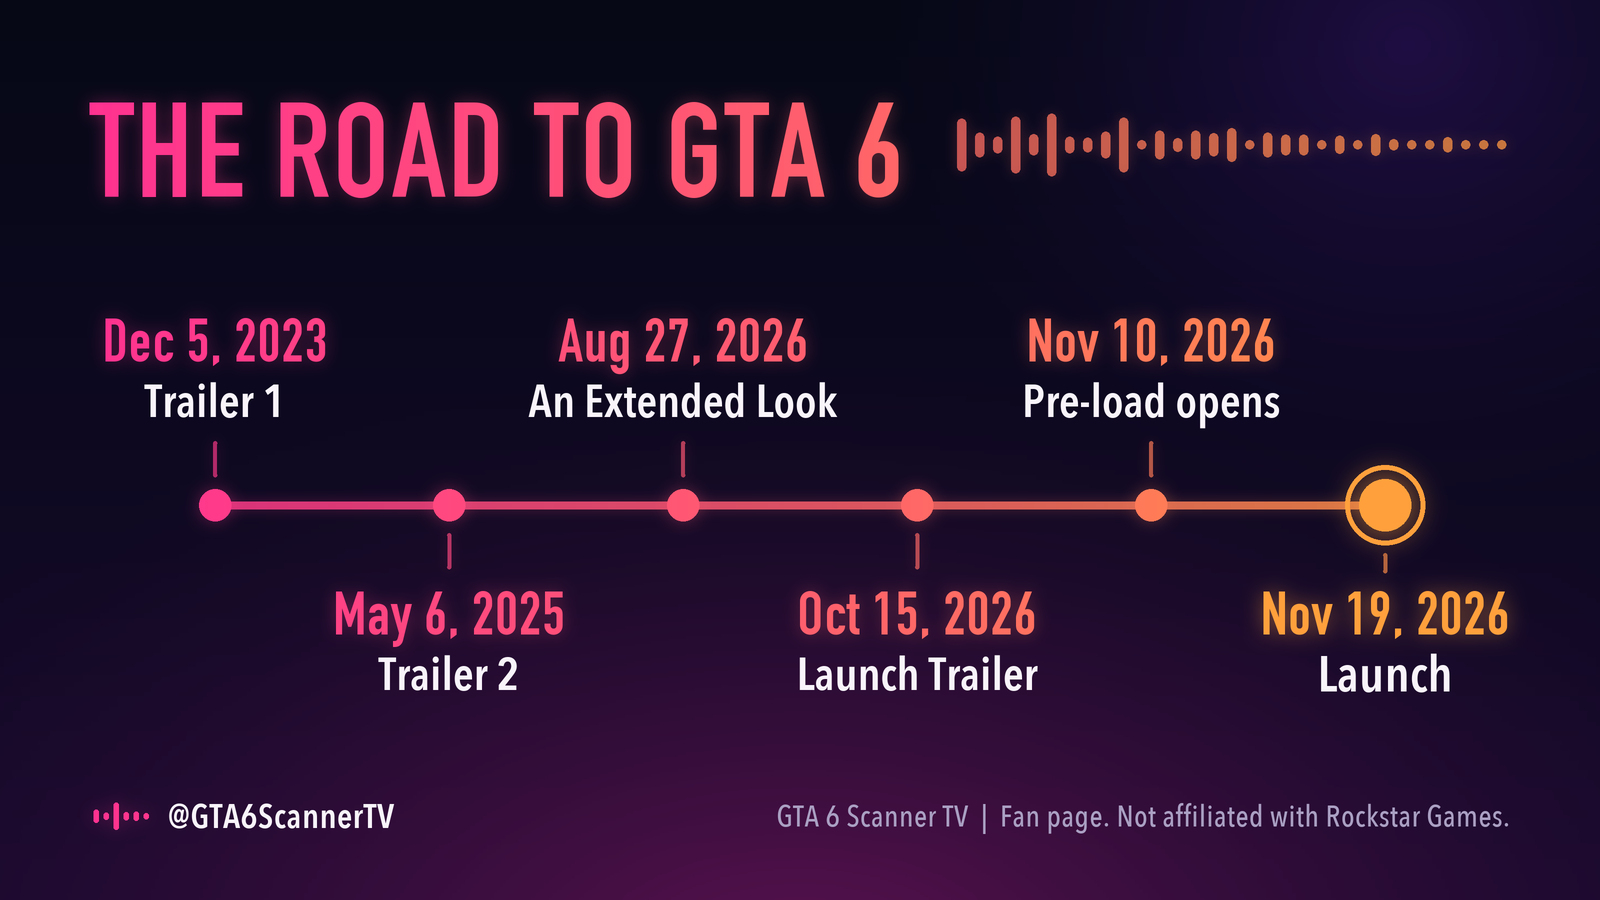 THE ROAD TO GTA 6
Dec 5, 2023
Trailer 1
Aug 27, 2026
An Extended Look
Nov 10, 2026
Pre-load opens
May 6, 2025
Trailer 2
Oct 15, 2026
Launch Trailer
Nov 19, 2026
Launch
@GTA6ScannerTV
GTA 6 Scanner TV | Fan page. Not affiliated with Rockstar Games.